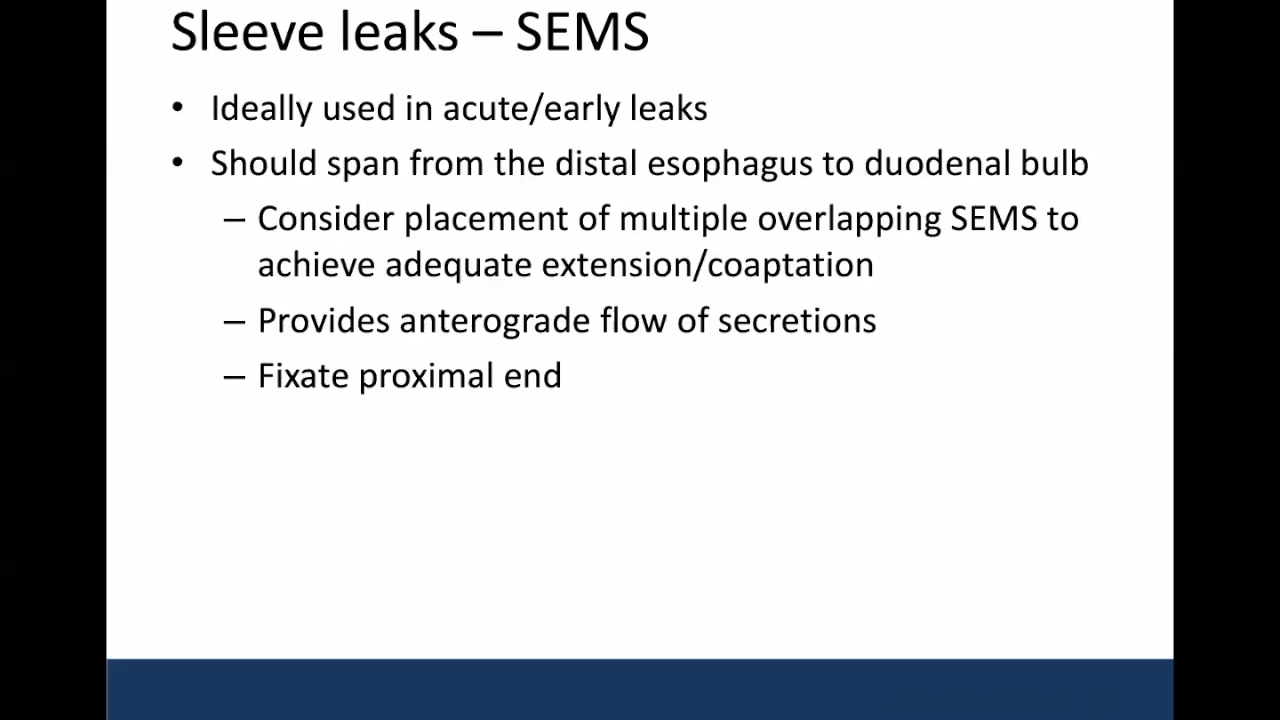 Sleeve leaks – SEMS
• Ideally used in acute/early leaks
• Should span from the distal esophagus to duodenal bulb
– Consider placement of multiple overlapping SEMS to
achieve adequate extension/coaptation
– Provides anterograde flow of secretions
– Fixate proximal end